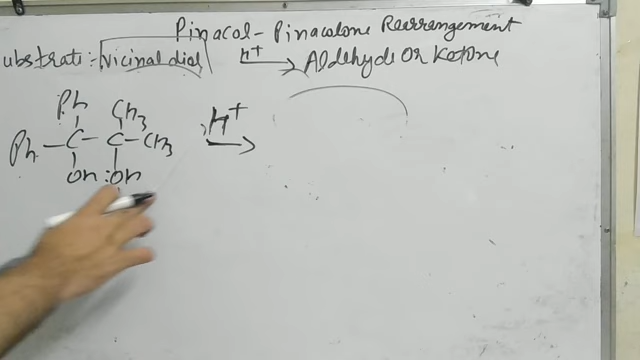 Pinacol-Pinacolone Rearrangement
ubstrate:- Vicinal diol H+ Aldehyde or Ketone
Ph CH3
Ph-C-C-CH3 H+
OH :OH